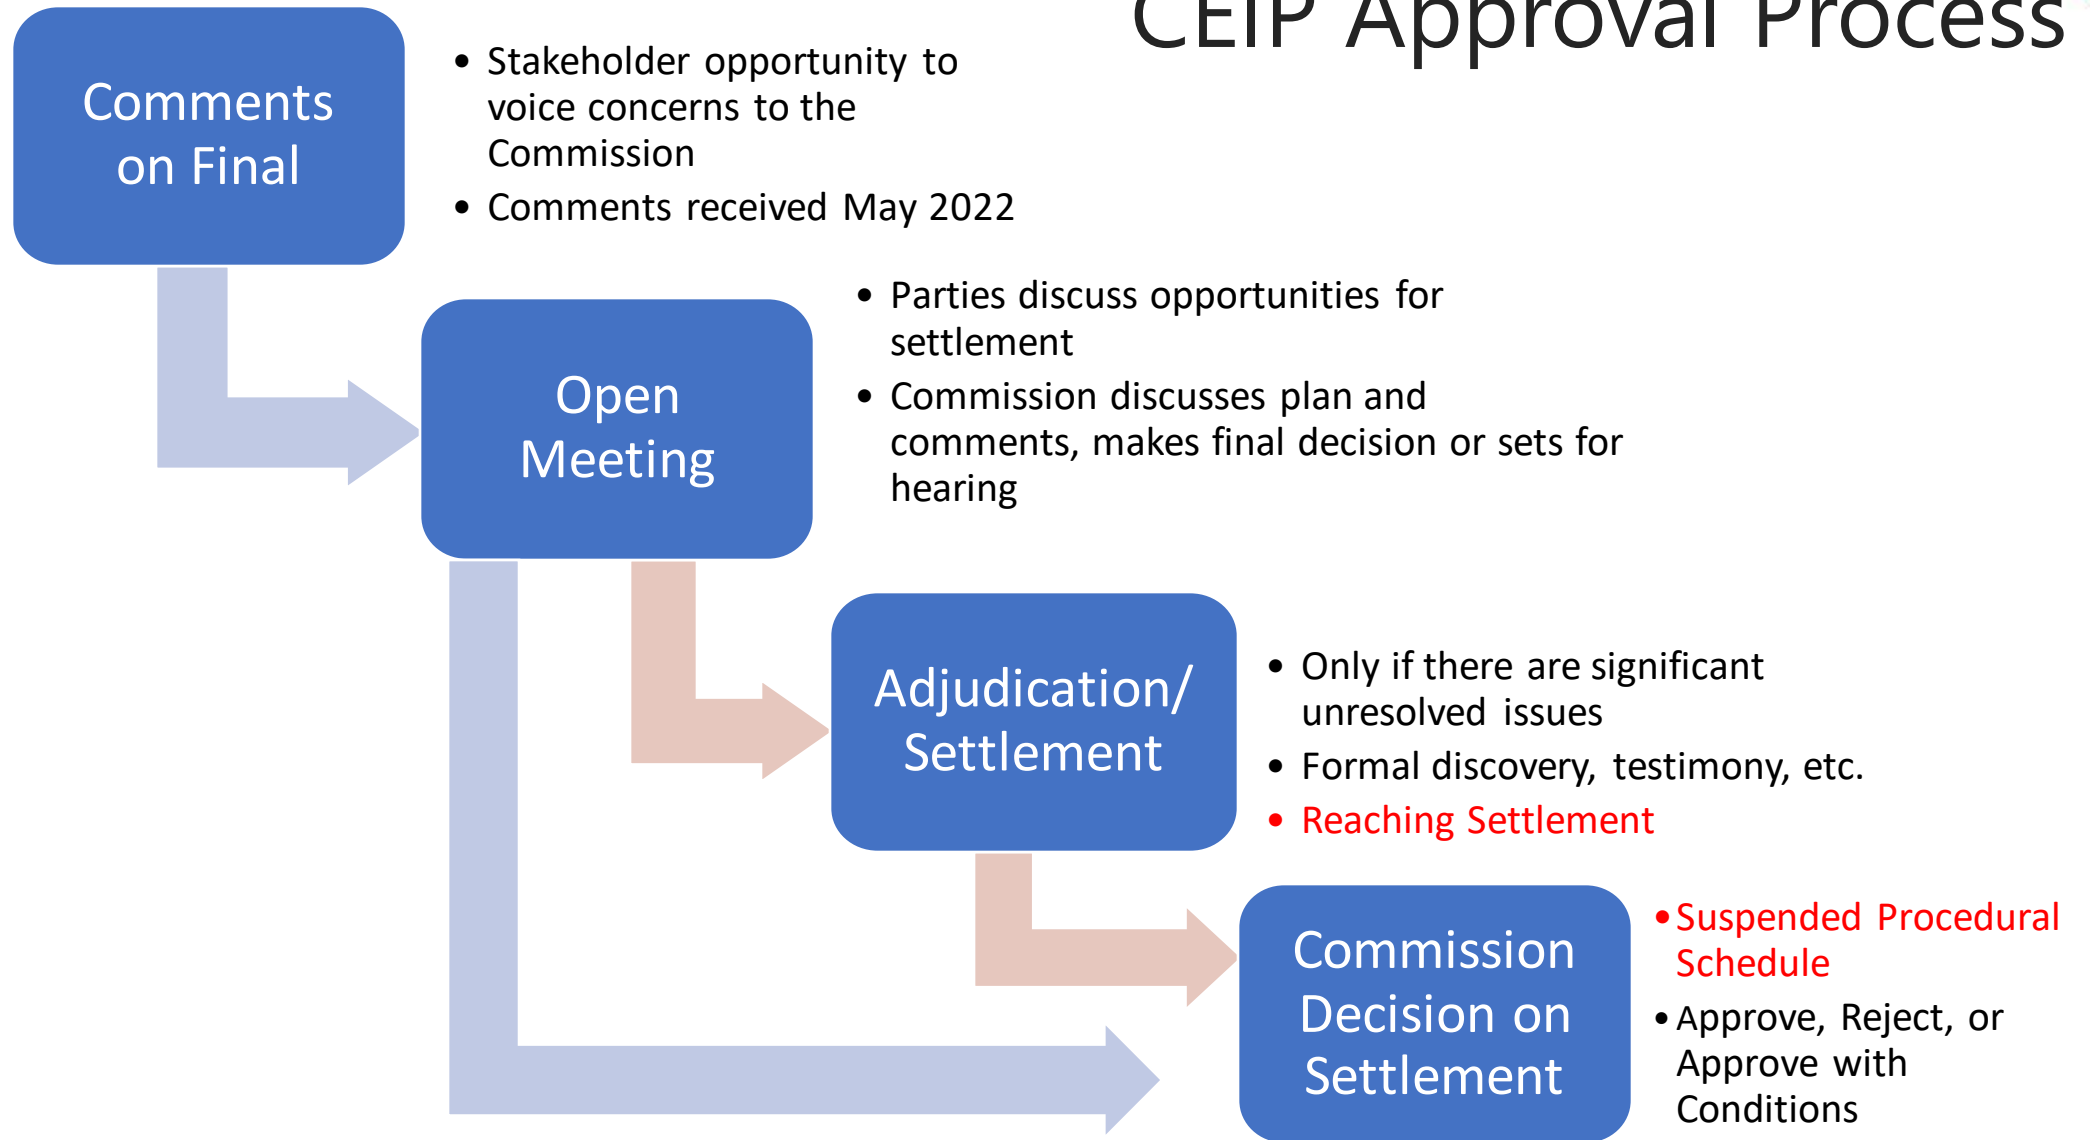 CEIP Approval Process
Comments
on Final
• Stakeholder opportunity to
voice concerns to the
Commission
• Comments received May 2022
Open
Meeting
• Parties discuss opportunities for
settlement
• Commission discusses plan and
comments, makes final decision or sets for
hearing
Adjudication/
Settlement
• Only if there are significant
unresolved issues
• Formal discovery, testimony, etc.
• Reaching Settlement
Commission
Decision on
Settlement
• Suspended Procedural
Schedule
• Approve, Reject, or
Approve with
Conditions